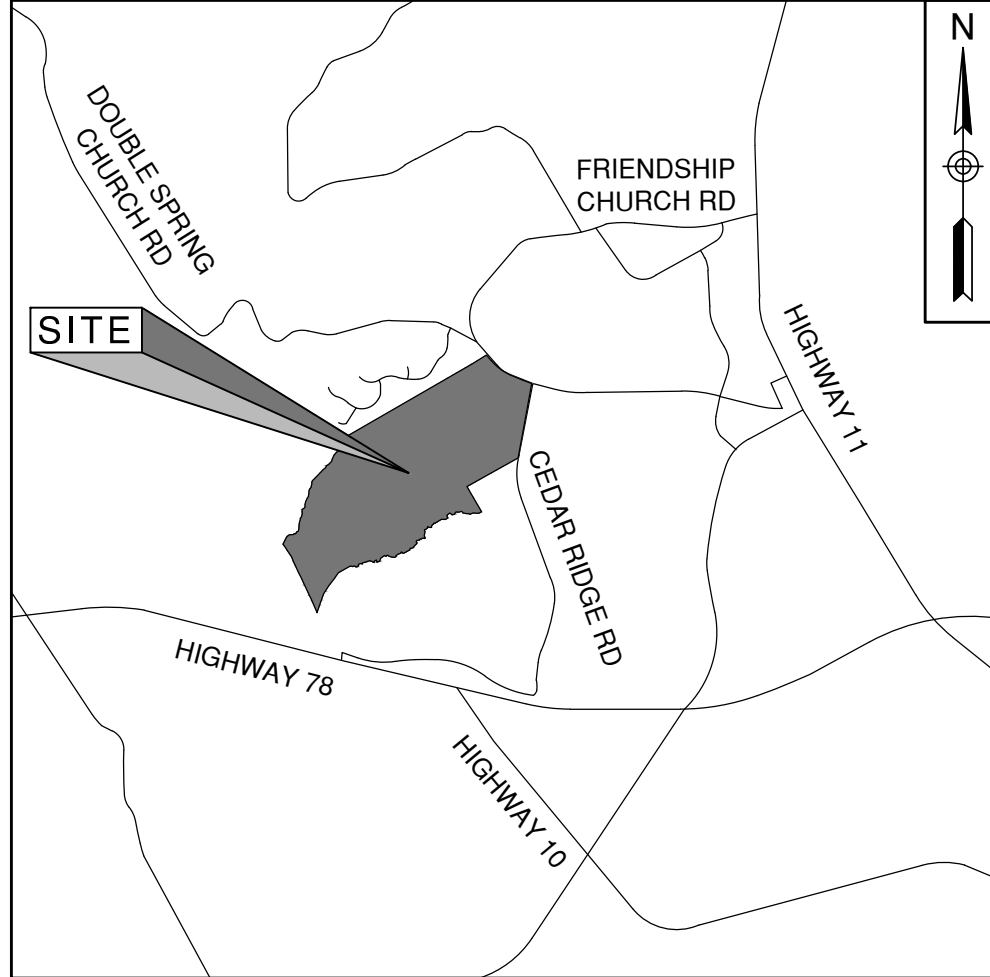 N
DOUBLE SPRING
CHURCH RD
FRIENDSHIP
CHURCH RD
SITE
HIGHWAY 11
CEDAR RIDGE RD
HIGHWAY 78
HIGHWAY 10